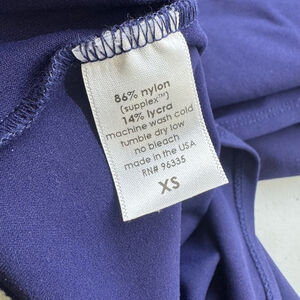 86% nylon
(supplex™)
14% lycra
machine wash cold
tumble dry low
no bleach
made in the USA
RN# 96335
XS